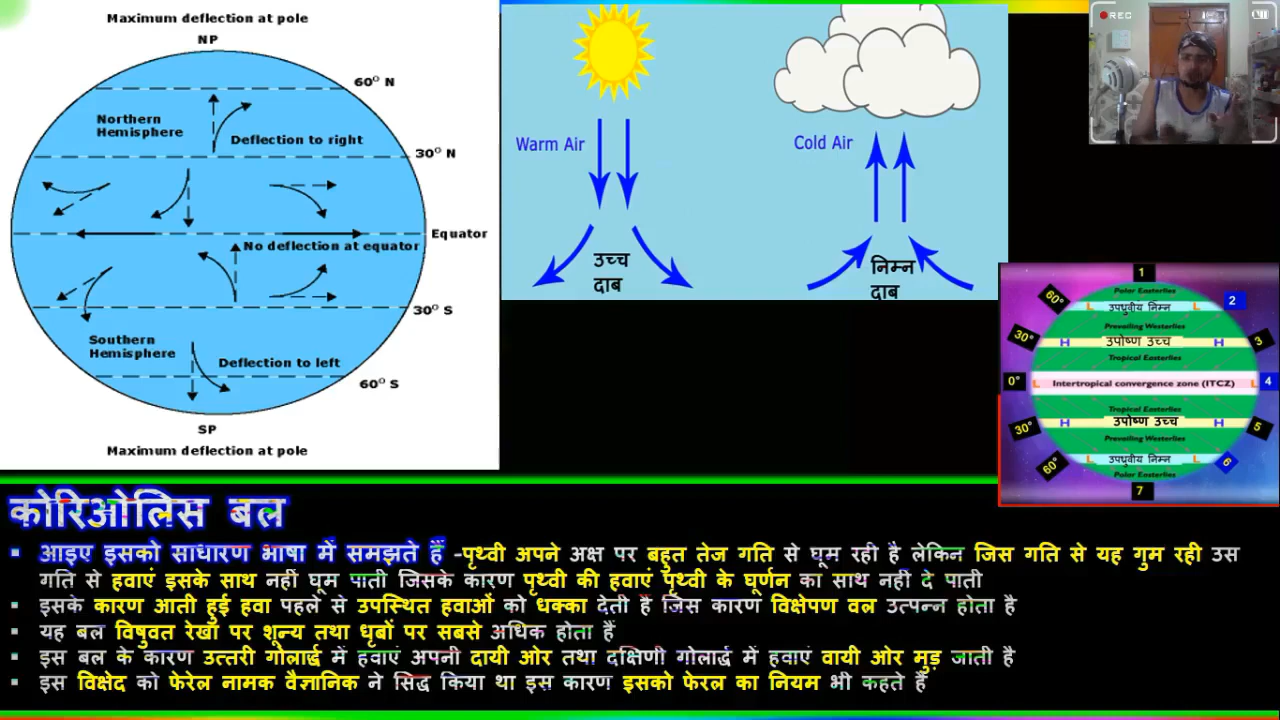 Maximum deflection at pole
NP
60° N
Northern
Hemisphere
Deflection to right
30° N
Equator
No deflection at equator
30° S
Southern
Hemisphere
Deflection to left
60° S
SP
Maximum deflection at pole
Warm Air
उच्च
दाब
Cold Air
निम्न
दाब
REC
1
Polar Easterlies
60°
L उपध्रुवीय निम्न L
2
Prevailing Westerlies
30°
H उपोष्ण उच्च H
3
Tropical Easterlies
0°
L Intertropical convergence zone (ITCZ) L
4
Tropical Easterlies
30°
H उपोष्ण उच्च H
5
Prevailing Westerlies
60°
L उपध्रुवीय निम्न L
6
Polar Easterlies
7
कोरिओलिस बल
▪ आइए इसको साधारण भाषा में समझते हैं -पृथ्वी अपने अक्ष पर बहुत तेज गति से घूम रही है लेकिन जिस गति से यह गुम रही उस
गति से हवाएं इसके साथ नहीं घूम पाती जिसके कारण पृथ्वी की हवाएं पृथ्वी के घूर्णन का साथ नहीं दे पाती
▪ इसके कारण आती हुई हवा पहले से उपस्थित हवाओं को धक्का देती है जिस कारण विक्षेपण वल उत्पन्न होता है
▪ यह बल विषुवत रेखा पर शून्य तथा धृबों पर सबसे अधिक होता हैं
▪ इस बल के कारण उत्तरी गोलार्द्ध में हवाएं अपनी दायी ओर तथा दक्षिणी गोलार्द्ध में हवाएं वायी ओर मुड़ जाती है
▪ इस विक्षेद को फेरेल नामक वैज्ञानिक ने सिद्ध किया था इस कारण इसको फेरल का नियम भी कहते हैं